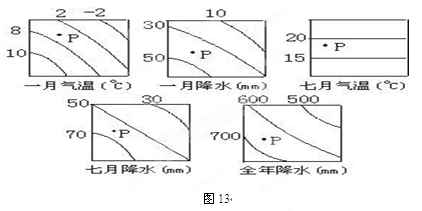 2 -2
8
P
10
一月气温(℃)
10
30
P
50
一月降水(mm)
20
P
15
七月气温(℃)
50
30
70
P
七月降水(mm)
600 500
700
P
全年降水(mm)
图13